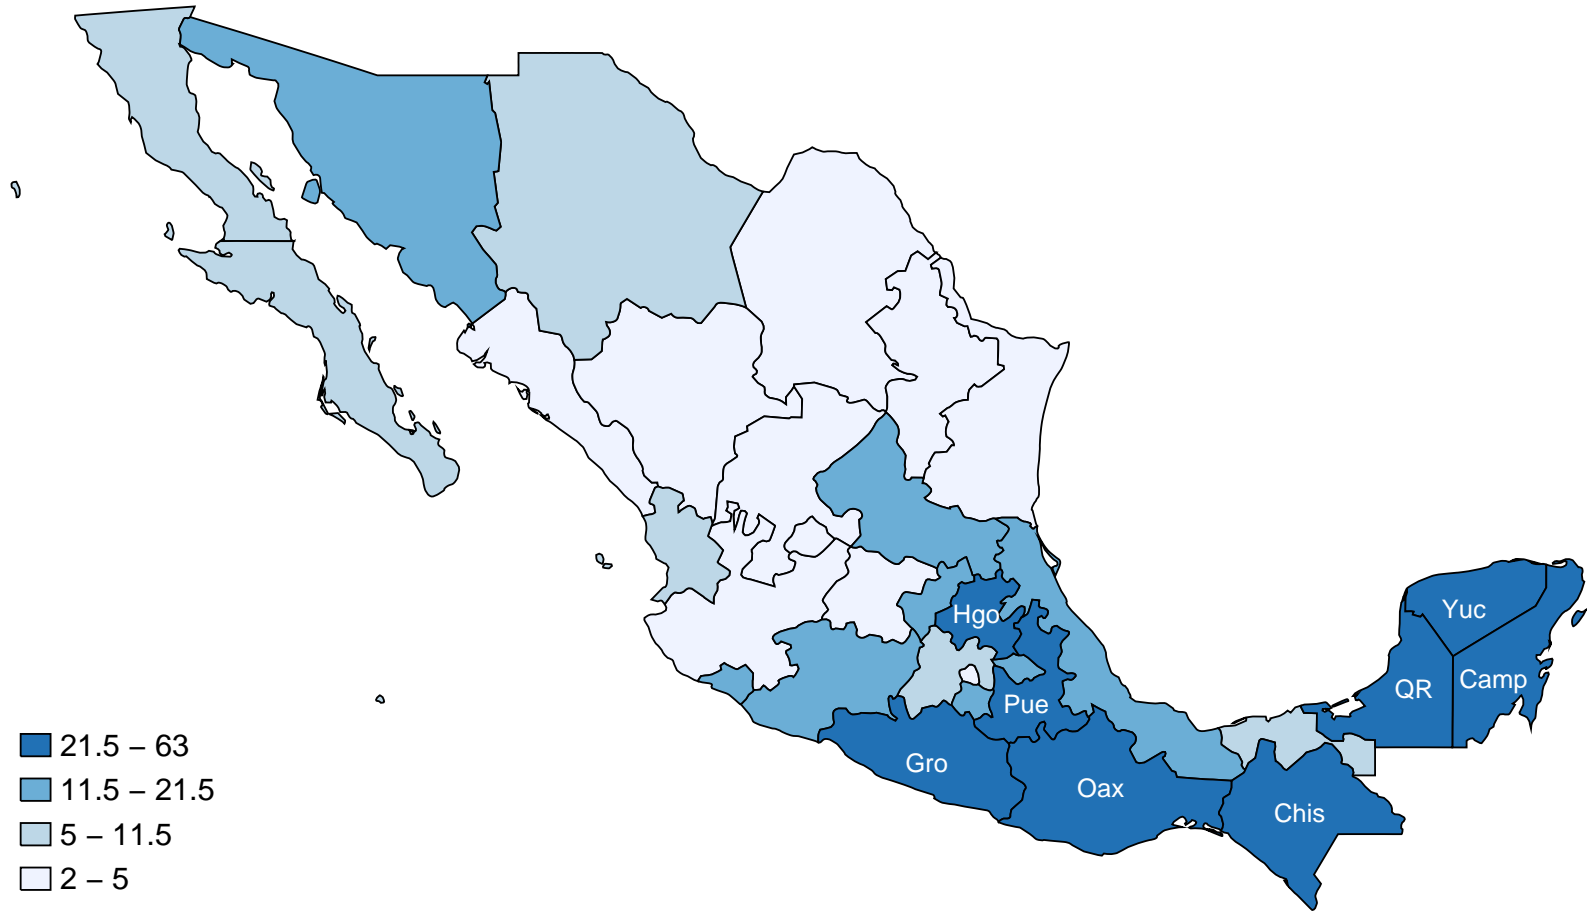 Yuc
Hgo
QR
Camp
Pue
Gro
Oax
Chis
21.5 – 63
11.5 – 21.5
5 – 11.5
2 – 5